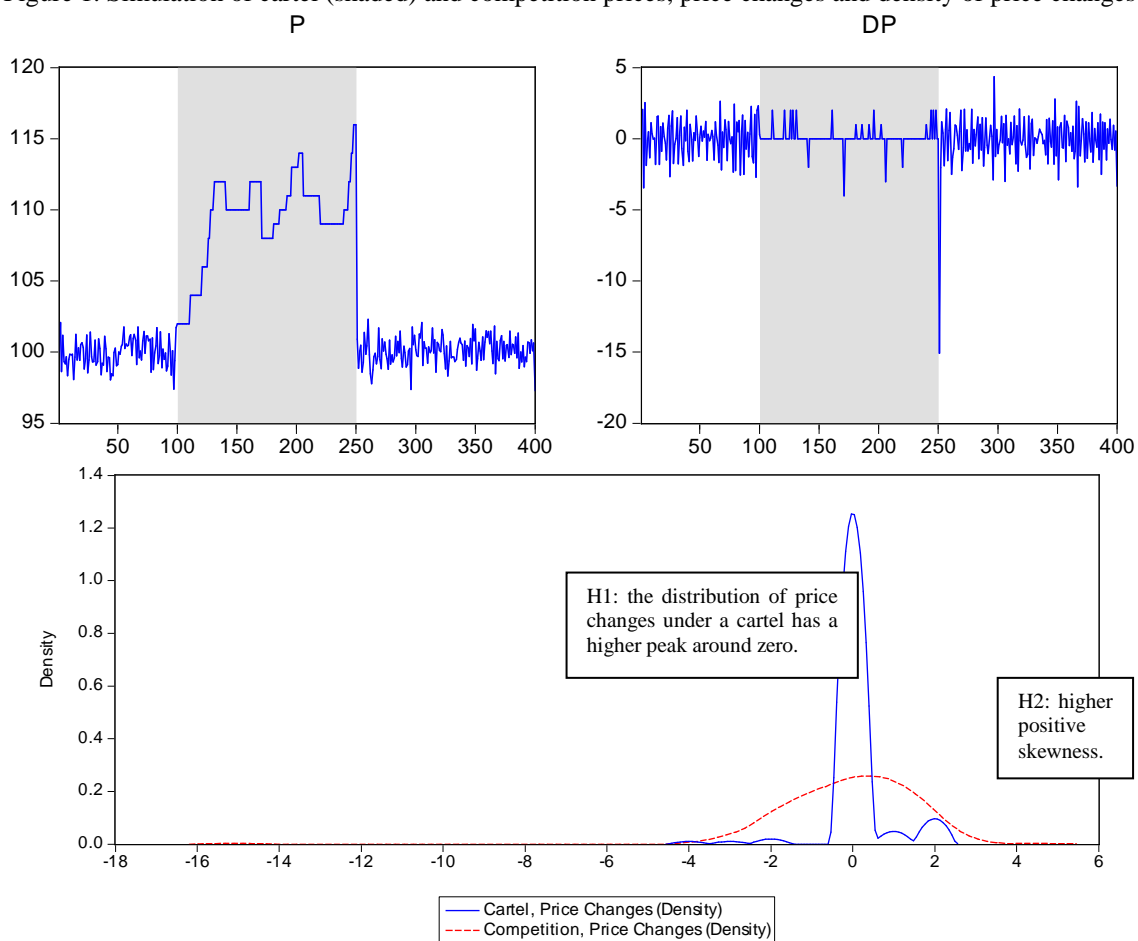 Figure 1: Simulation of cartel (shaded) and competition prices, price changes and density of price changes
P
DP
120
115
110
105
100
95
50 100 150 200 250 300 350 400
5
0
-5
-10
-15
-20
50 100 150 200 250 300 350 400
1.4
1.2
1.0
0.8
0.6
0.4
0.2
0.0
Density
H1: the distribution of price
changes under a cartel has a
higher peak around zero.
H2: higher
positive
skewness.
-18 -16 -14 -12 -10 -8 -6 -4 -2 0 2 4 6
Cartel, Price Changes (Density)
Competition, Price Changes (Density)